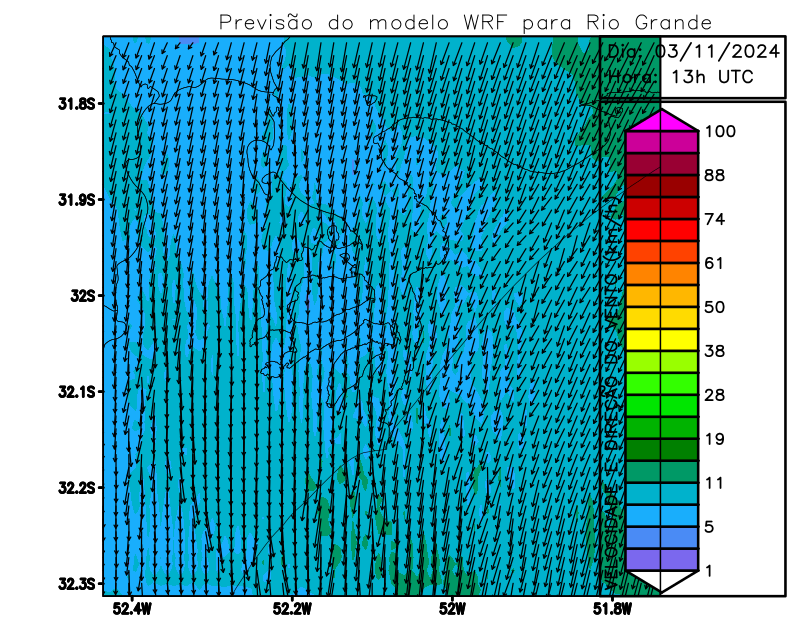 Previsão do modelo WRF para Rio Grande
Dia: 03/11/2024
Hora: 13h UTC
VELOCIDADE E DIREÇÃO DO VENTO (km/h)
100
88
74
61
50
38
28
19
11
5
1
31.8S
31.9S
32S
32.1S
32.2S
32.3S
52.4W
52.2W
52W
51.8W